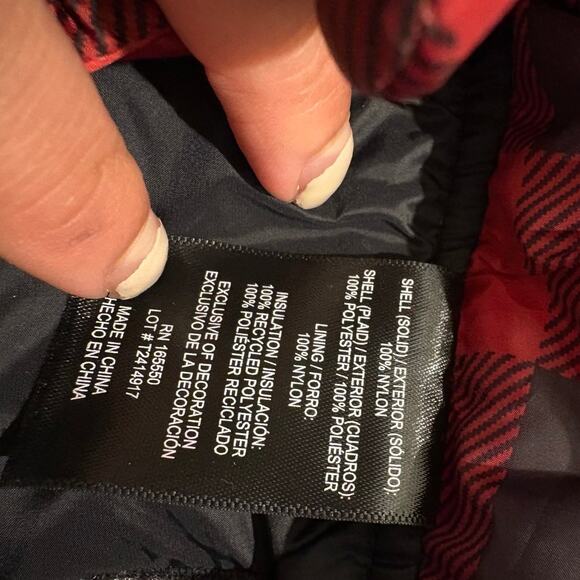 SHELL (SOLID) / EXTERIOR (SÓLIDO):
100% NYLON
SHELL (PLAID) / EXTERIOR (CUADROS):
100% POLYESTER / 100% POLIÉSTER
LINING / FORRO:
100% NYLON
INSULATION / INSULACIÓN:
100% RECYCLED POLYESTER
100% POLIÉSTER RECICLADO
EXCLUSIVE OF DECORATION
EXCLUSIVO DE LA DECORACIÓN
RN 165560
LOT # 724114917
MADE IN CHINA
HECHO EN CHINA